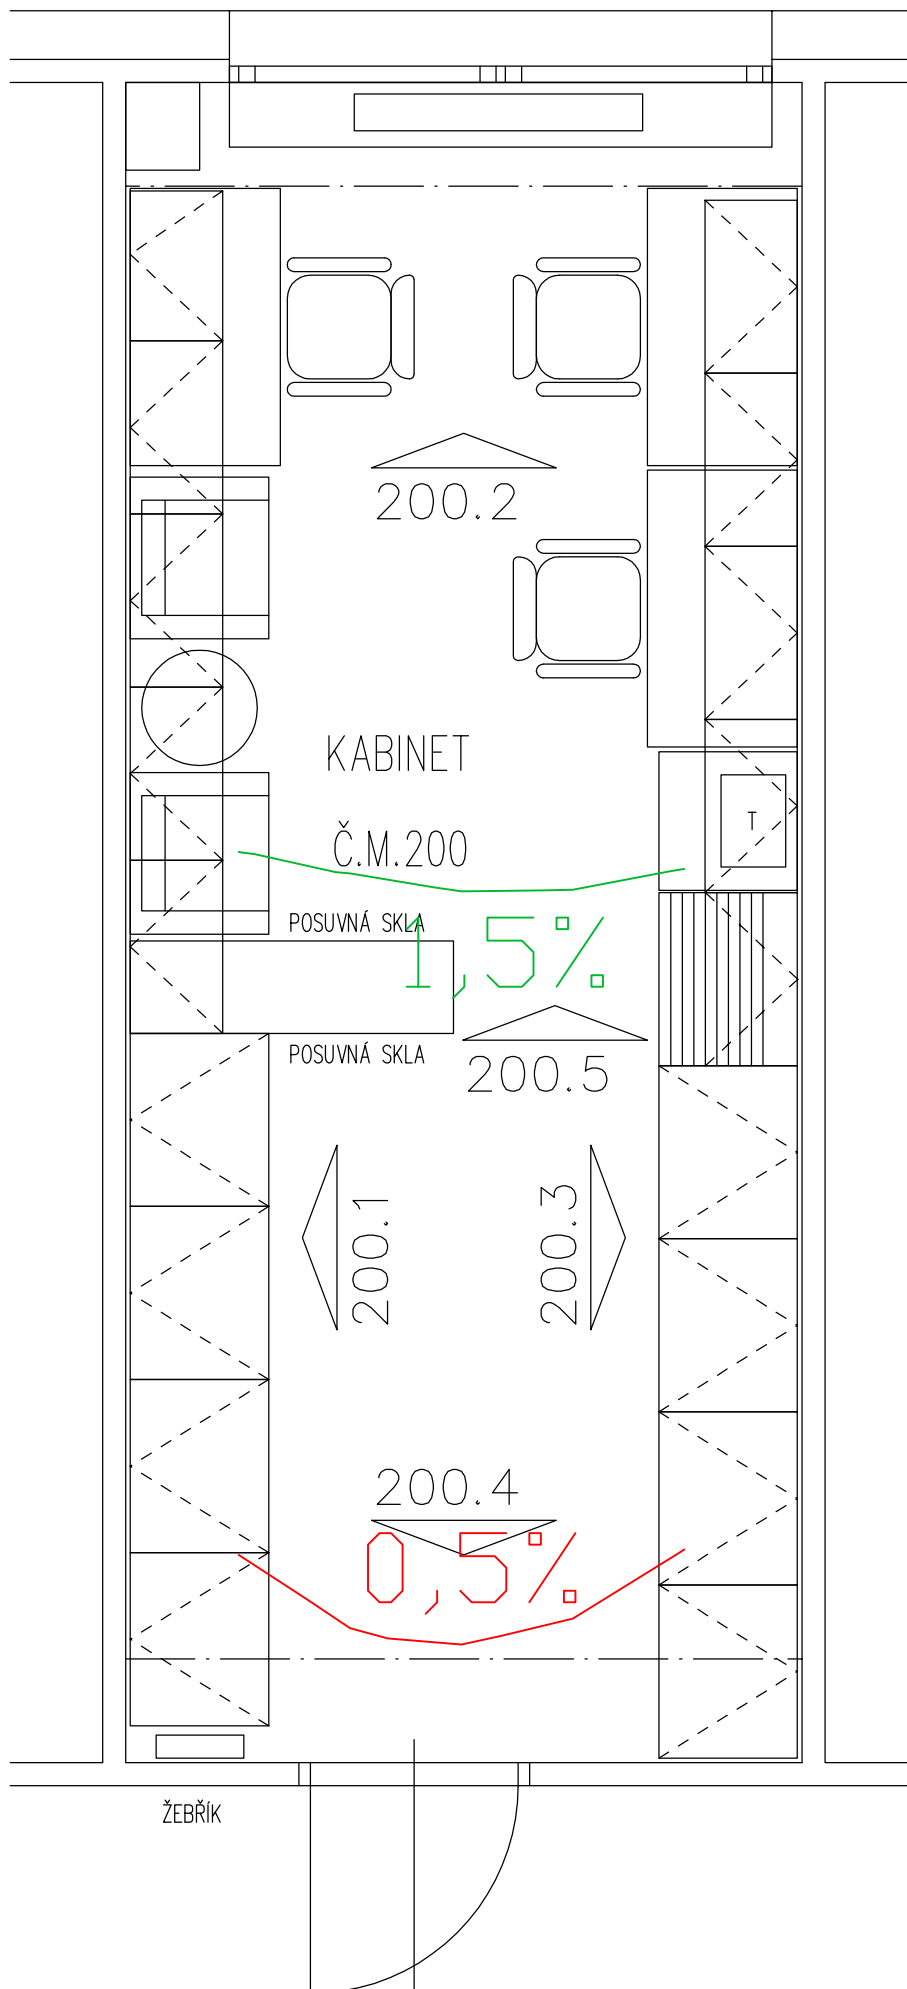 200.2
KABINET
T
Č.M.200
POSUVNÁ SKLA
1,5%
POSUVNÁ SKLA
200.5
200.1
200.3
200.4
0,5%
ŽEBŘÍK